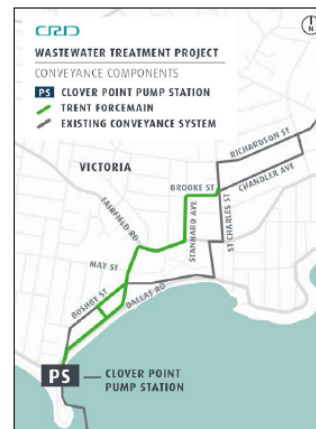 CRD
WASTEWATER TREATMENT PROJECT
CONVEYANCE COMPONENTS
PS CLOVER POINT PUMP STATION
TRENT FORCEMAIN
EXISTING CONVEYANCE SYSTEM
N
RICHARDSON ST
VICTORIA
CHANDLER AVE
BROOKE ST
FAIRFIELD RD
STANNARD AVE
ST CHARLES ST
MAY ST
DALLAS RD
BUSHBY ST
PS
CLOVER POINT
PUMP STATION